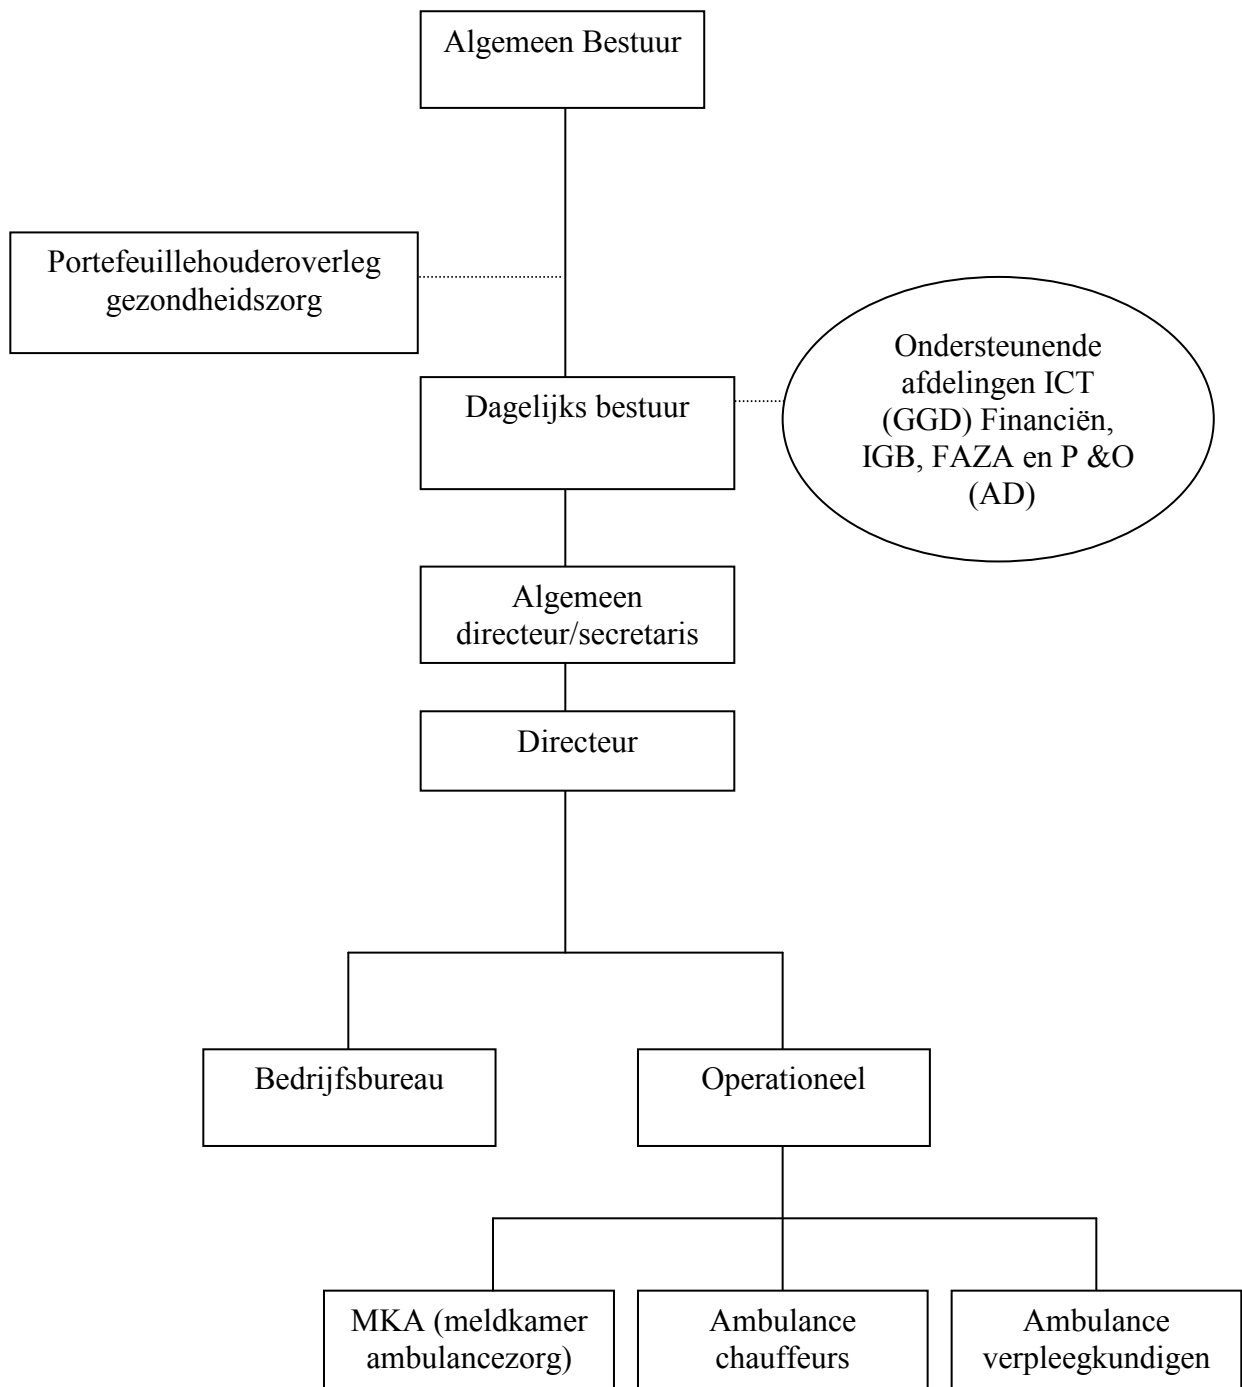 Algemeen Bestuur
Portefeuillehouderoverleg
gezondheidszorg
Ondersteunende
afdelingen ICT
(GGD) Financiën,
IGB, FAZA en P &O
(AD)
Dagelijks bestuur
Algemeen
directeur/secretaris
Directeur
Bedrijfsbureau
Operationeel
MKA (meldkamer
ambulancezorg)
Ambulance
chauffeurs
Ambulance
verpleegkundigen